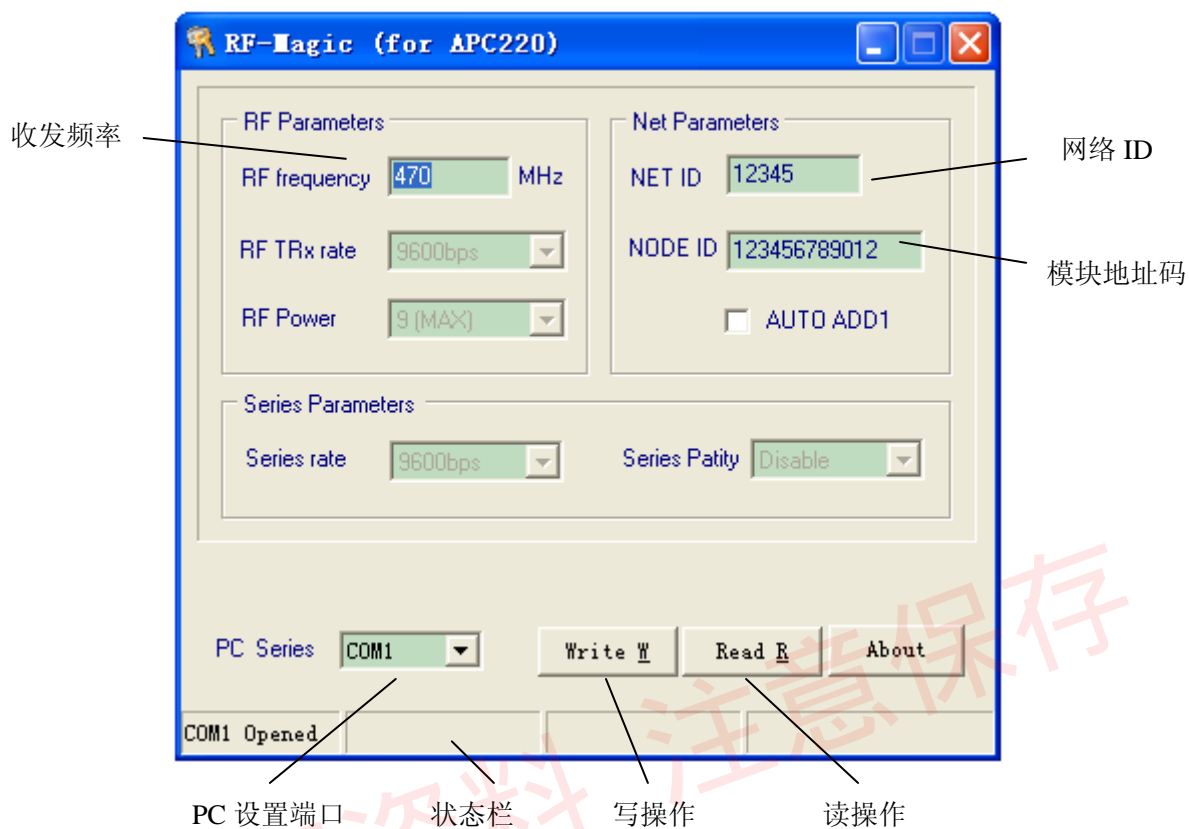 RF-Magic (for APC220)
收发频率
RF Parameters
Net Parameters
网络 ID
RF frequency 470 MHz
NET ID 12345
RF TRx rate 9600bps
NODE ID 123456789012
模块地址码
RF Power 9 (MAX)
AUTO ADD1
Series Parameters
Series rate 9600bps
Series Patity Disable
PC Series COM1
Write W
Read R
About
COM1 Opened
PC 设置端口
状态栏
写操作
读操作
资料 注意保存